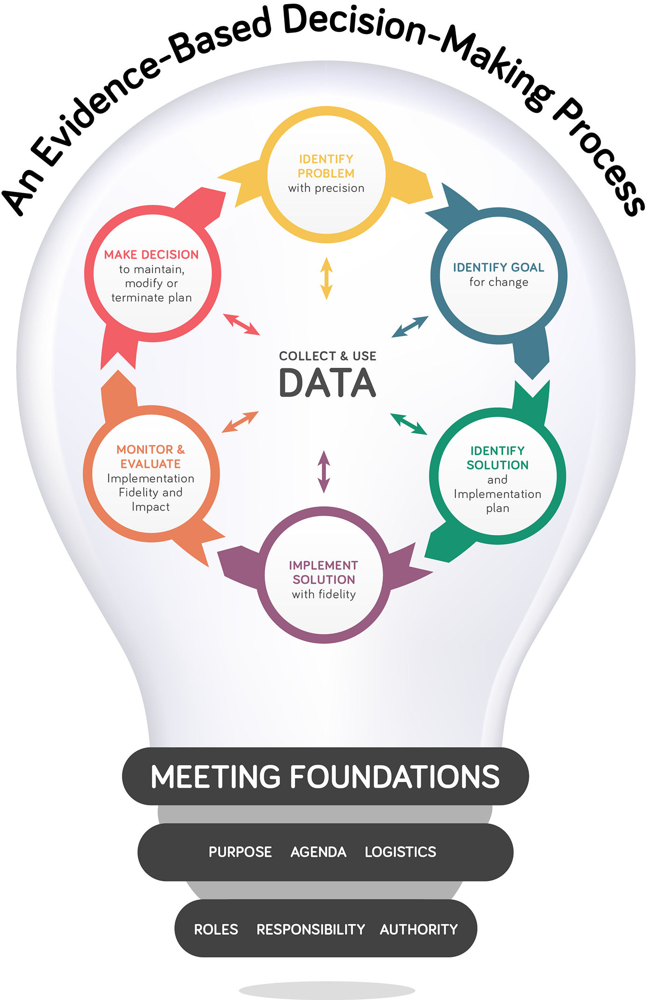 An Evidence-Based Decision-Making Process
IDENTIFY
PROBLEM
with precision
IDENTIFY GOAL
for change
IDENTIFY
SOLUTION
and
Implementation
plan
IMPLEMENT
SOLUTION
with fidelity
MONITOR &
EVALUATE
Implementation
Fidelity and
Impact
MAKE DECISION
to maintain,
modify or
terminate plan
COLLECT & USE
DATA
MEETING FOUNDATIONS
PURPOSE AGENDA LOGISTICS
ROLES RESPONSIBILITY AUTHORITY